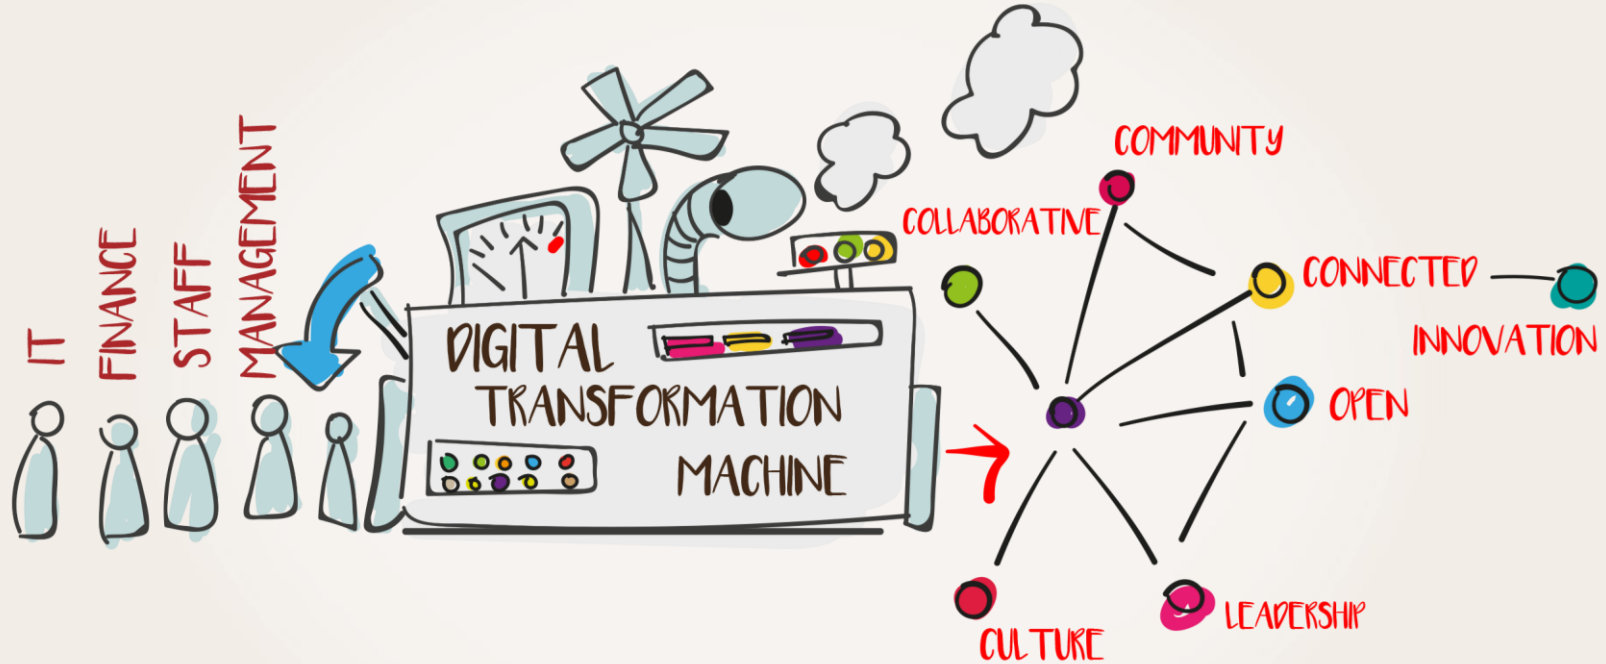 IT
FINANCE
STAFF
MANAGEMENT
DIGITAL
TRANSFORMATION
MACHINE
COMMUNITY
COLLABORATIVE
CONNECTED
INNOVATION
OPEN
LEADERSHIP
CULTURE